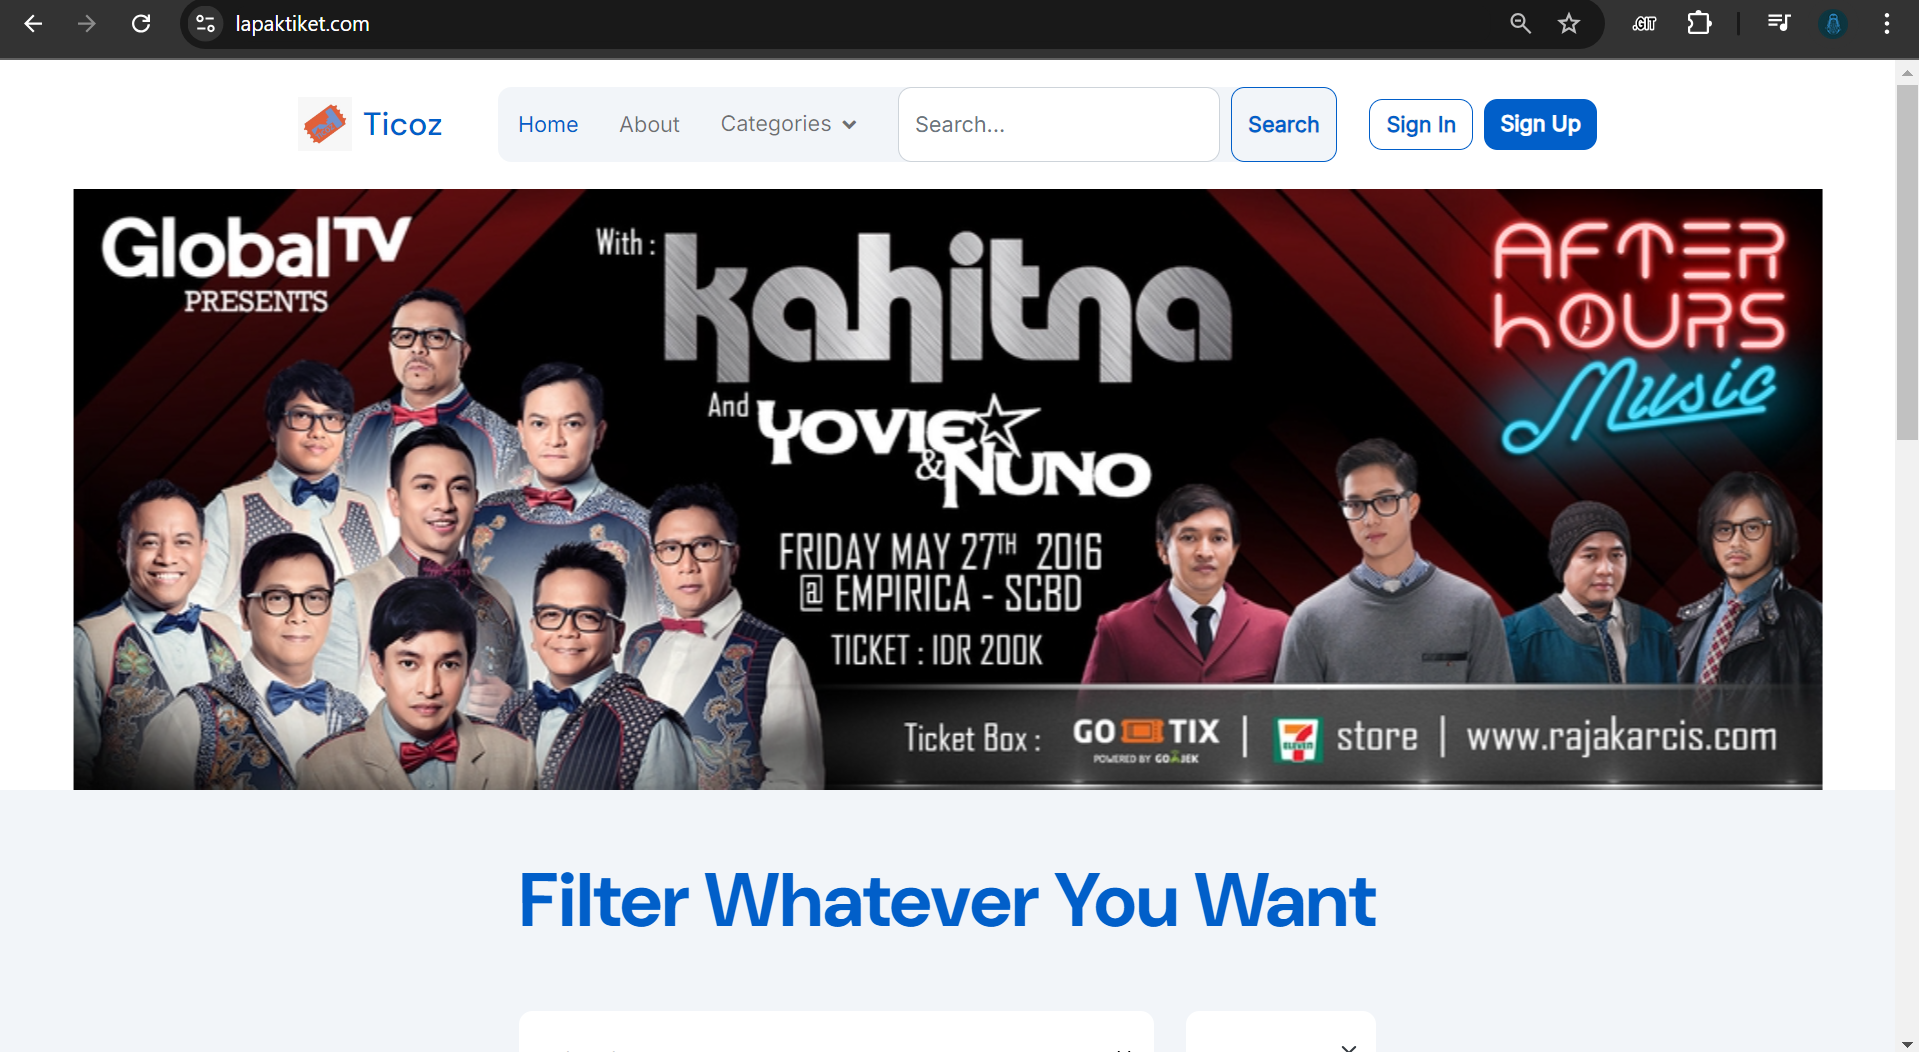 lapaktiket.com
.GIT
Ticoz
Home
About
Categories
Search...
Search
Sign In
Sign Up
GlobalTV
PRESENTS
With :
kahitna
And
YOVIE
& NUNO
FRIDAY MAY 27TH 2016
@ EMPIRICA - SCBD
TICKET : IDR 200K
AFTER
HOURS
Music
Ticket Box :
GO TIX
POWERED BY GOJEK
|
7
ELEVEN
store
|
www.rajakarcis.com
Filter Whatever You Want